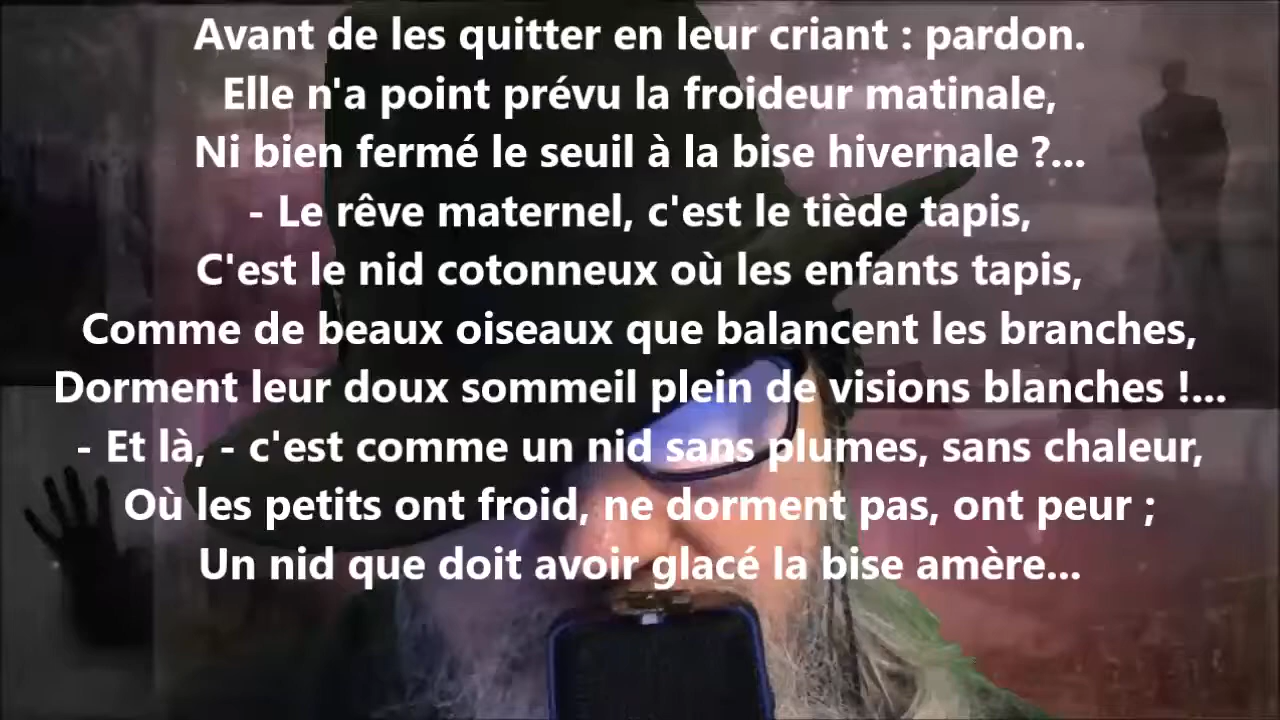 Avant de les quitter en leur criant : pardon.
Elle n'a point prévu la froideur matinale,
Ni bien fermé le seuil à la bise hivernale ?...
- Le rêve maternel, c'est le tiède tapis,
C'est le nid cotonneux où les enfants tapis,
Comme de beaux oiseaux que balancent les branches,
Dorment leur doux sommeil plein de visions blanches !...
- Et là, - c'est comme un nid sans plumes, sans chaleur,
Où les petits ont froid, ne dorment pas, ont peur ;
Un nid que doit avoir glacé la bise amère...